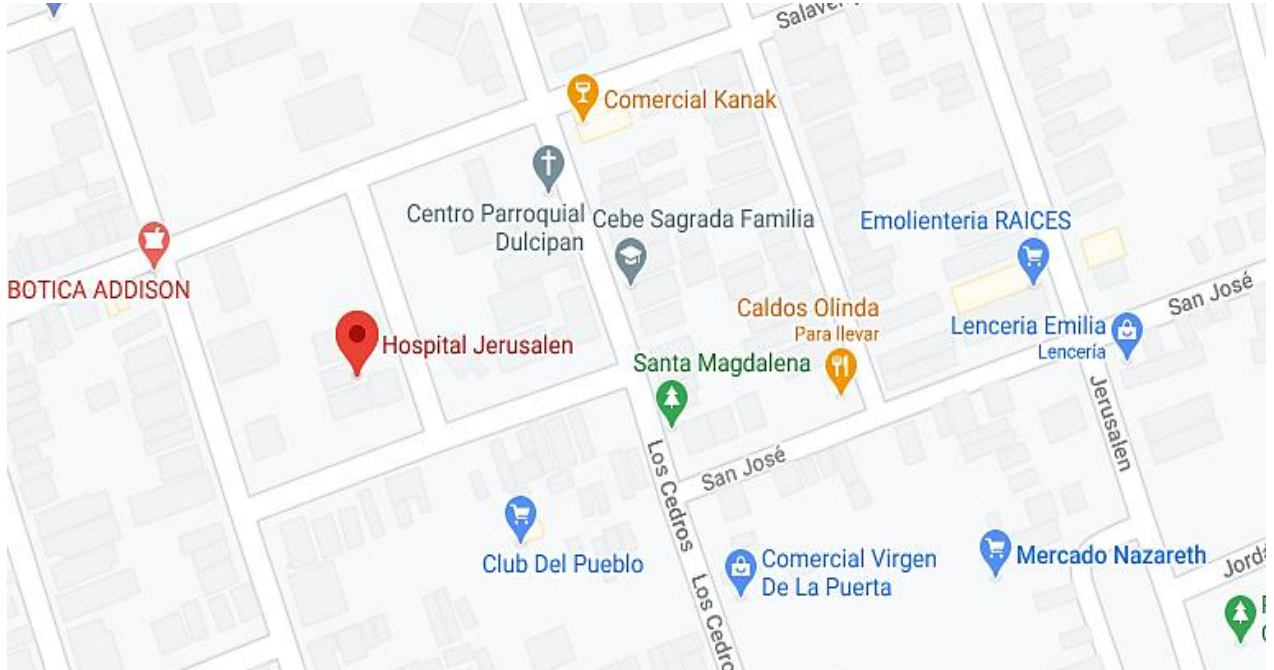 Comercial Kanak
Centro Parroquial
Dulcipan
Cebe Sagrada Familia
Emolienteria RAICES
BOTICA ADDISON
San José
Caldos Olinda
Para llevar
Lenceria Emilia
Lencería
Hospital Jerusalen
Santa Magdalena
Jerusalen
Los Cedros
San José
Club Del Pueblo
Comercial Virgen
De La Puerta
Mercado Nazareth
Los Cedro